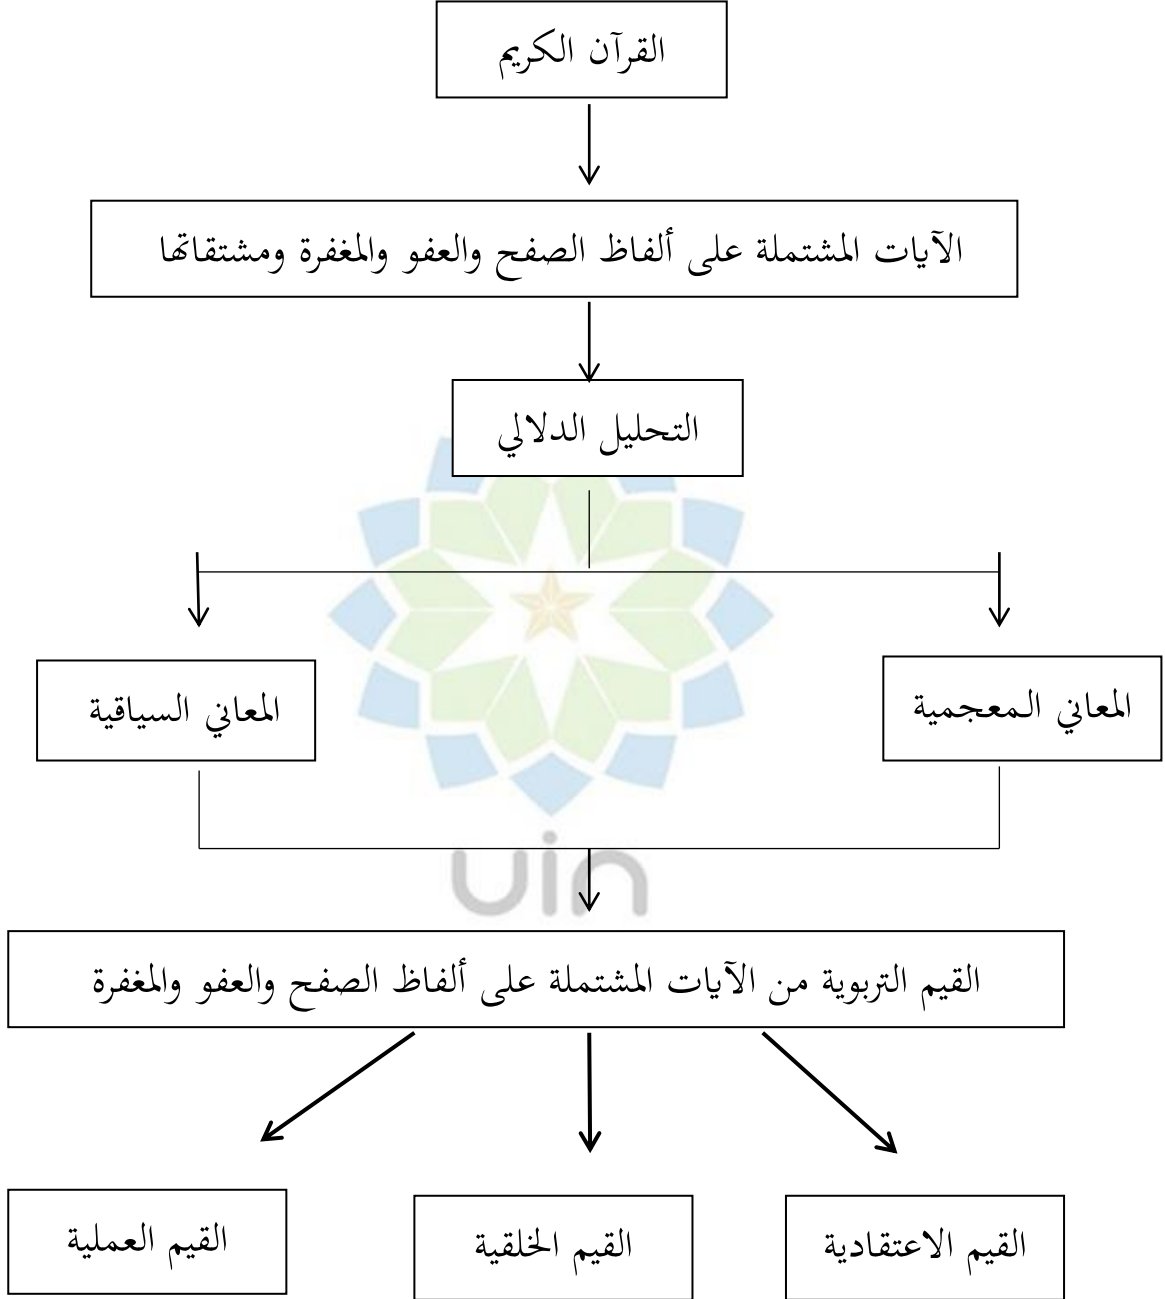 القرآن الكريم
الآيات المشتملة على ألفاظ الصفح والعفو والمغفرة ومشتقاتها
التحليل الدلالي
المعاني المعجمية
المعاني السياقية
uin
القيم التربوية من الآيات المشتملة على ألفاظ الصفح والعفو والمغفرة
القيم الاعتقادية
القيم الخلقية
القيم العملية